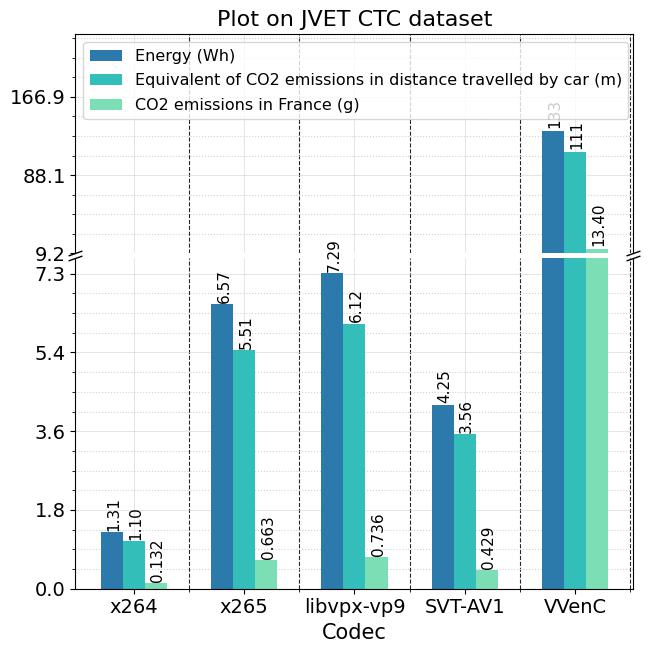 Plot on JVET CTC dataset
Energy (Wh)
Equivalent of CO2 emissions in distance travelled by car (m)
CO2 emissions in France (g)
166.9
88.1
9.2
7.3
5.4
3.6
1.8
0.0
1.31
1.10
0.132
6.57
5.51
0.663
7.29
6.12
0.736
4.25
3.56
0.429
133
111
13.40
x264
x265
libvpx-vp9
SVT-AV1
VVenC
Codec